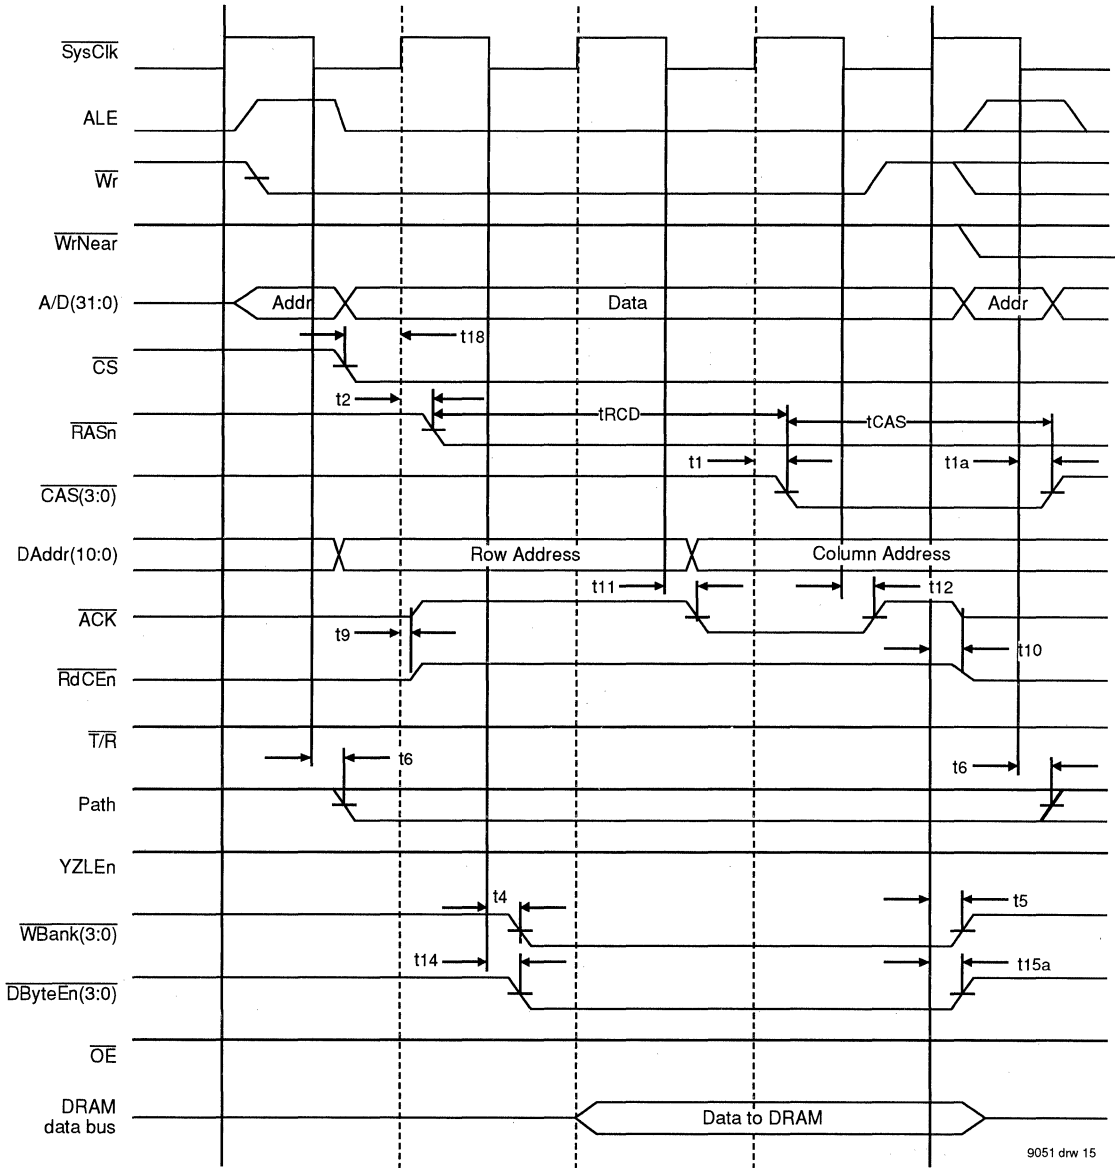 SysClk
ALE
Wr
WrNear
A/D(31:0)
Addr
Data
Addr
t18
CS
t2
tRCD
tCAS
RASn
t1
t1a
CAS(3:0)
DAddr(10:0)
Row Address
Column Address
t11
t12
ACK
t9
t10
RdCEn
T/R
t6
t6
Path
YZLEn
t4
t5
WBank(3:0)
t14
t15a
DByteEn(3:0)
OE
DRAM
data bus
Data to DRAM
9051 drw 15